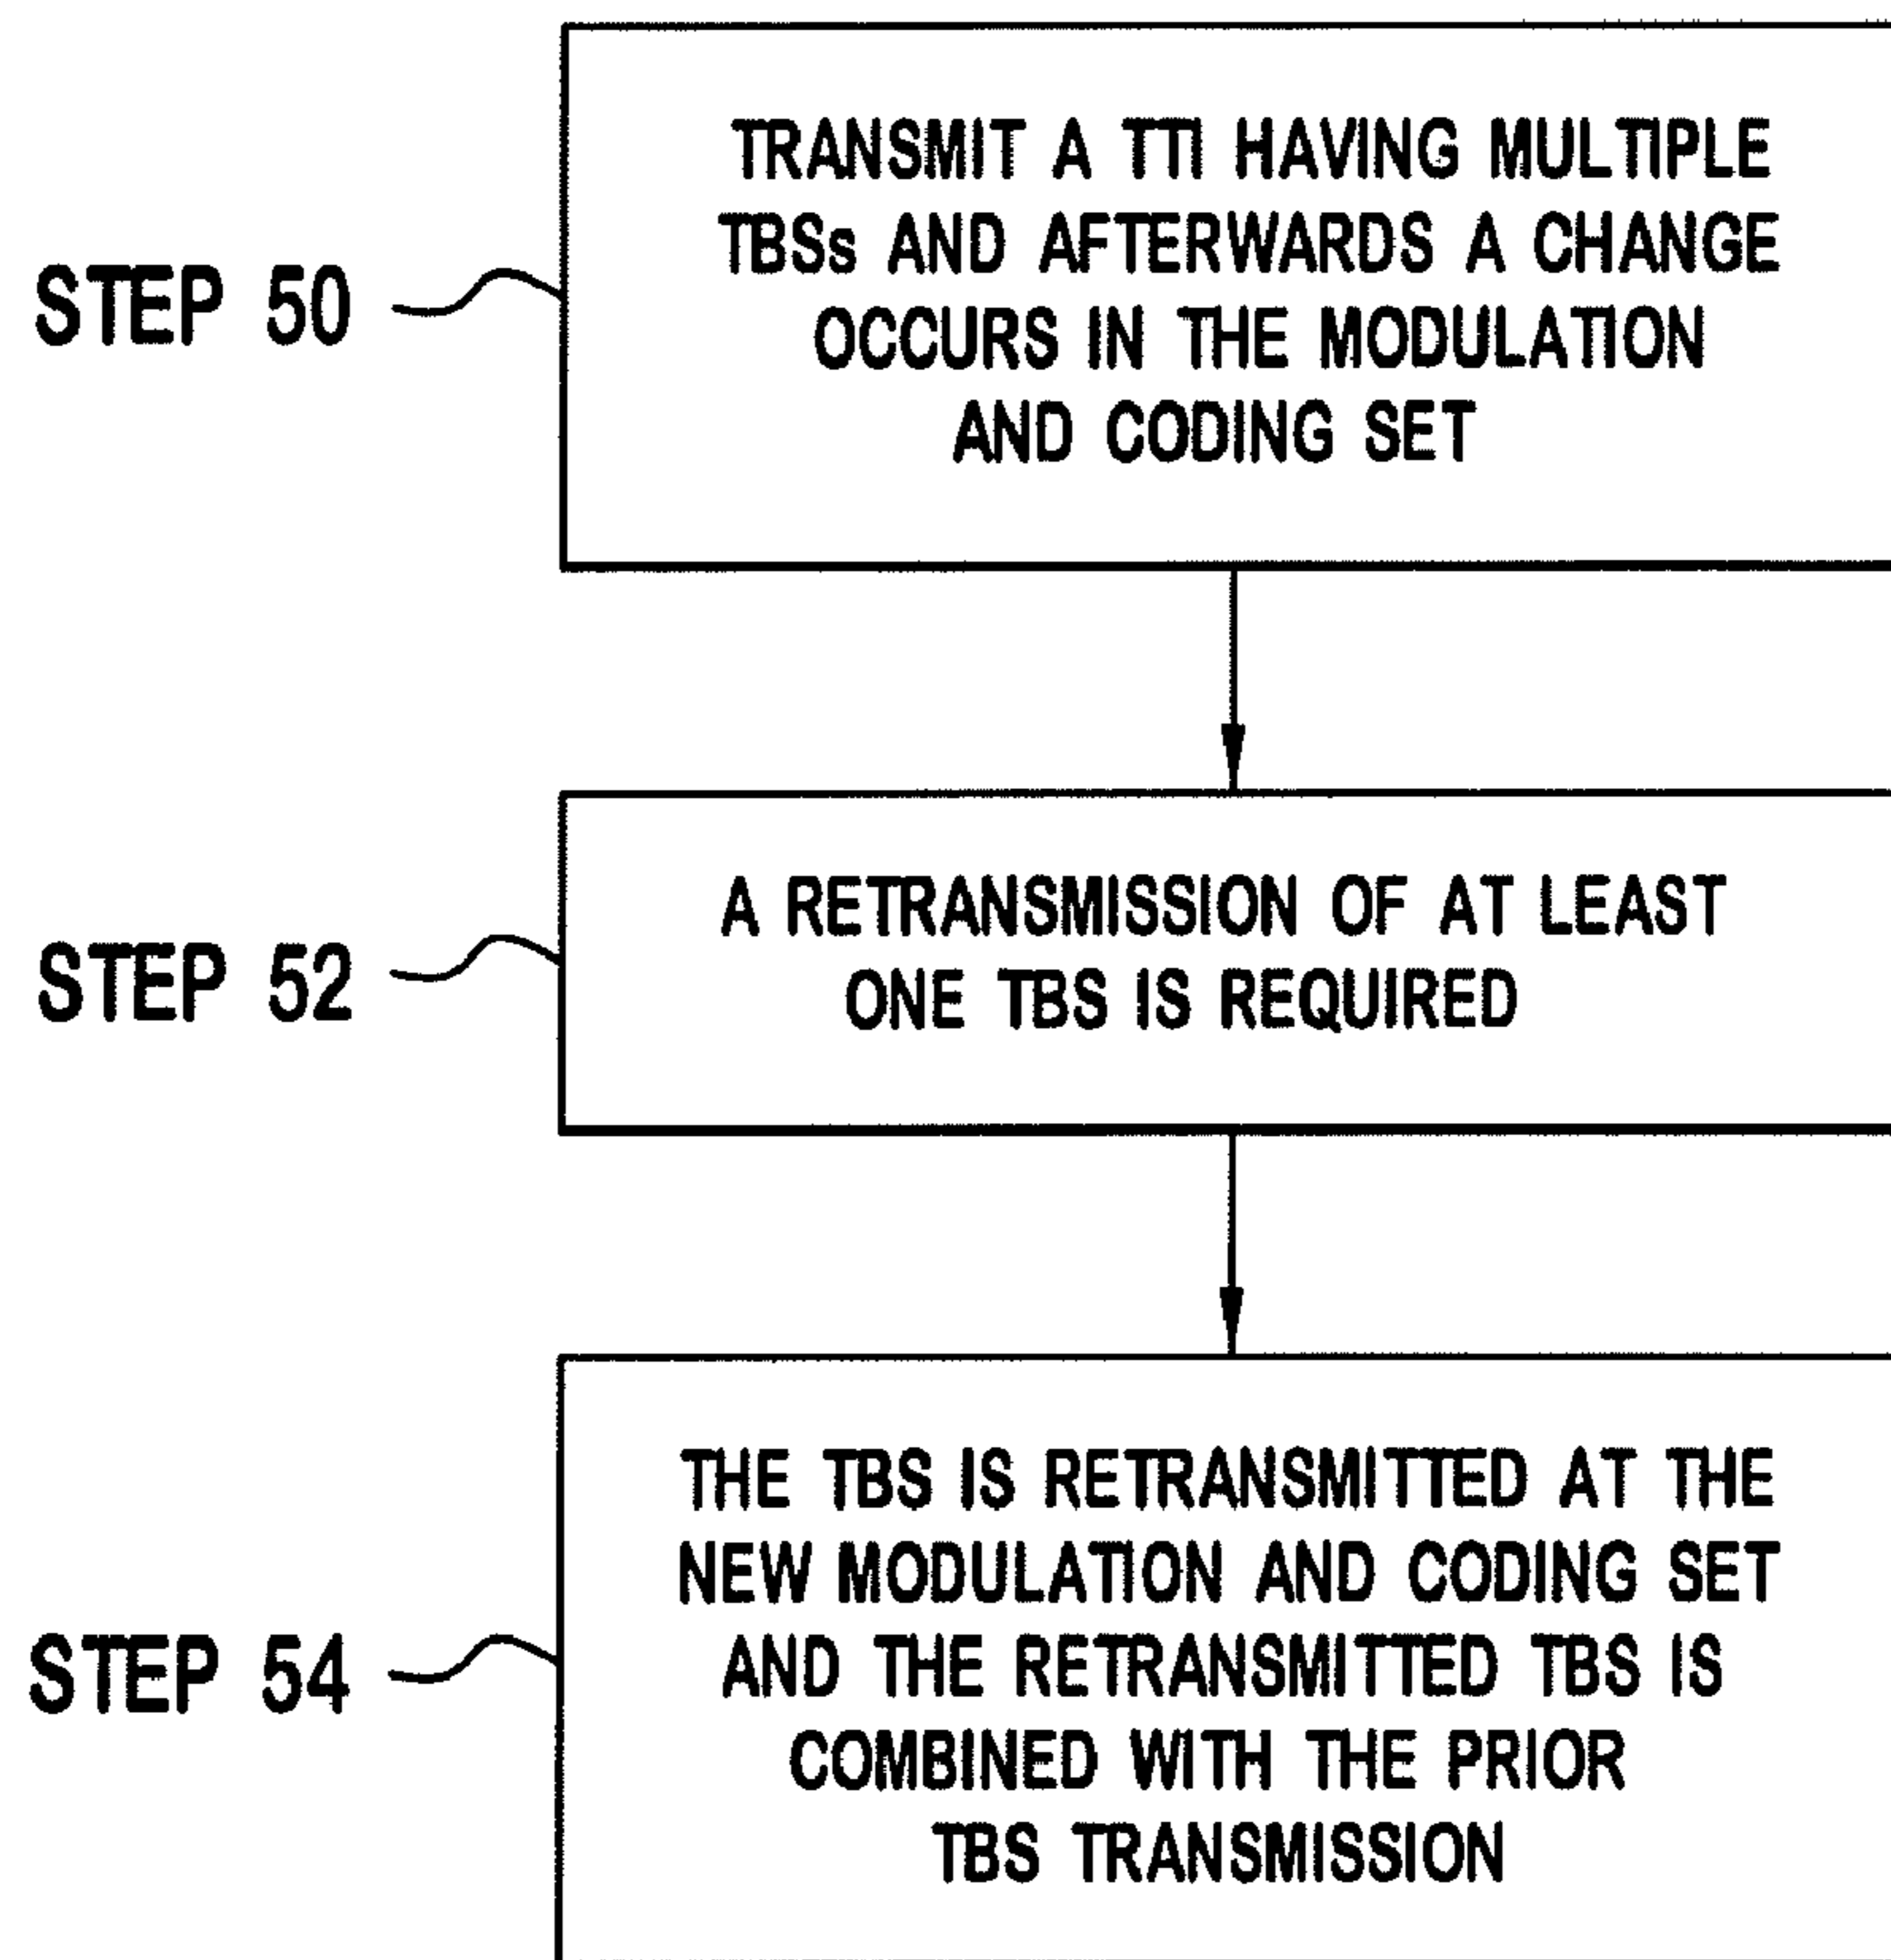 TRANSMIT A TTI HAVING MULTIPLE
TBSs AND AFTERWARDS A CHANGE
OCCURS IN THE MODULATION
AND CODING SET
STEP 50
A RETRANSMISSION OF AT LEAST
ONE TBS IS REQUIRED
STEP 52
THE TBS IS RETRANSMITTED AT THE
NEW MODULATION AND CODING SET
AND THE RETRANSMITTED TBS IS
COMBINED WITH THE PRIOR
TBS TRANSMISSION
STEP 54